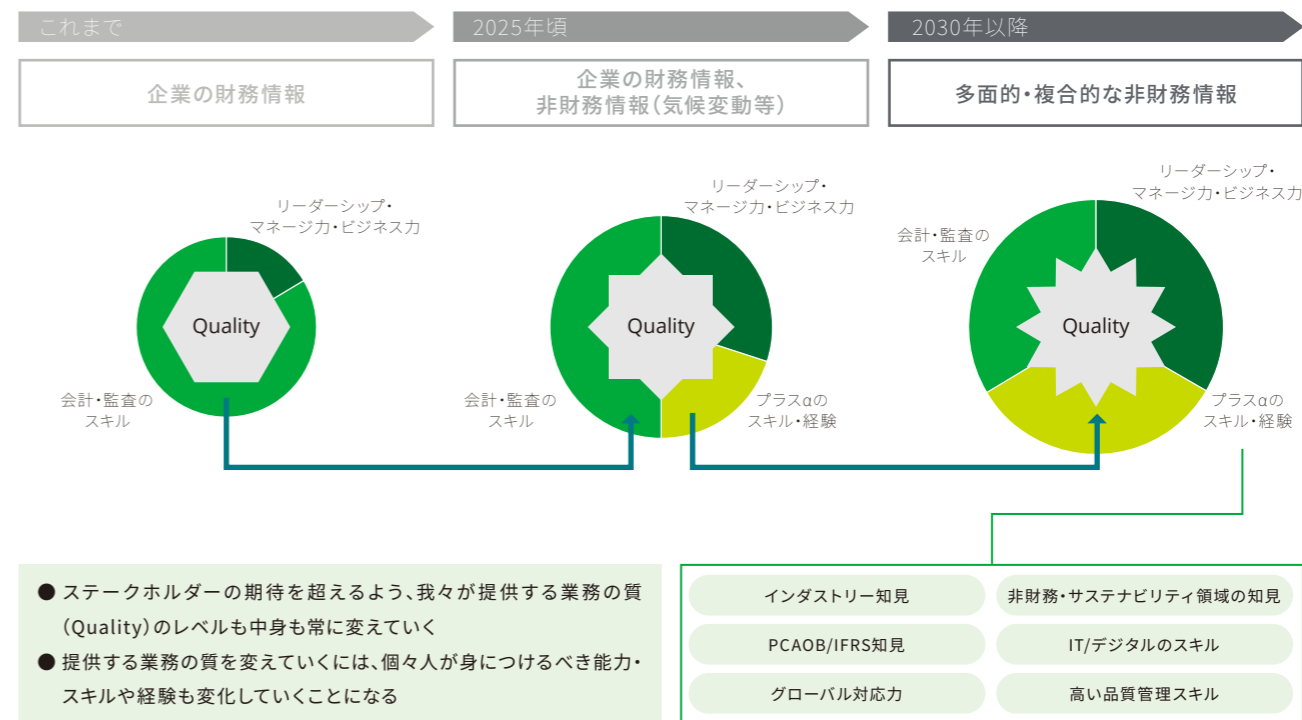 これまで
2025年頃
2030年以降
企業の財務情報
企業の財務情報、
非財務情報（気候変動等）
多面的・複合的な非財務情報
リーダーシップ・
マネージ力・ビジネス力
Quality
会計・監査の
スキル
リーダーシップ・
マネージ力・ビジネス力
Quality
会計・監査の
スキル
プラスαの
スキル・経験
リーダーシップ・
マネージ力・ビジネス力
会計・監査の
スキル
Quality
プラスαの
スキル・経験
● ステークホルダーの期待を超えるよう、我々が提供する業務の質
（Quality）のレベルも中身も常に変えていく
● 提供する業務の質を変えていくには、個々人が身につけるべき能力・
スキルや経験も変化していくことになる
インダストリー知見
非財務・サステナビリティ領域の知見
PCAOB/IFRS知見
IT/デジタルのスキル
グローバル対応力
高い品質管理スキル